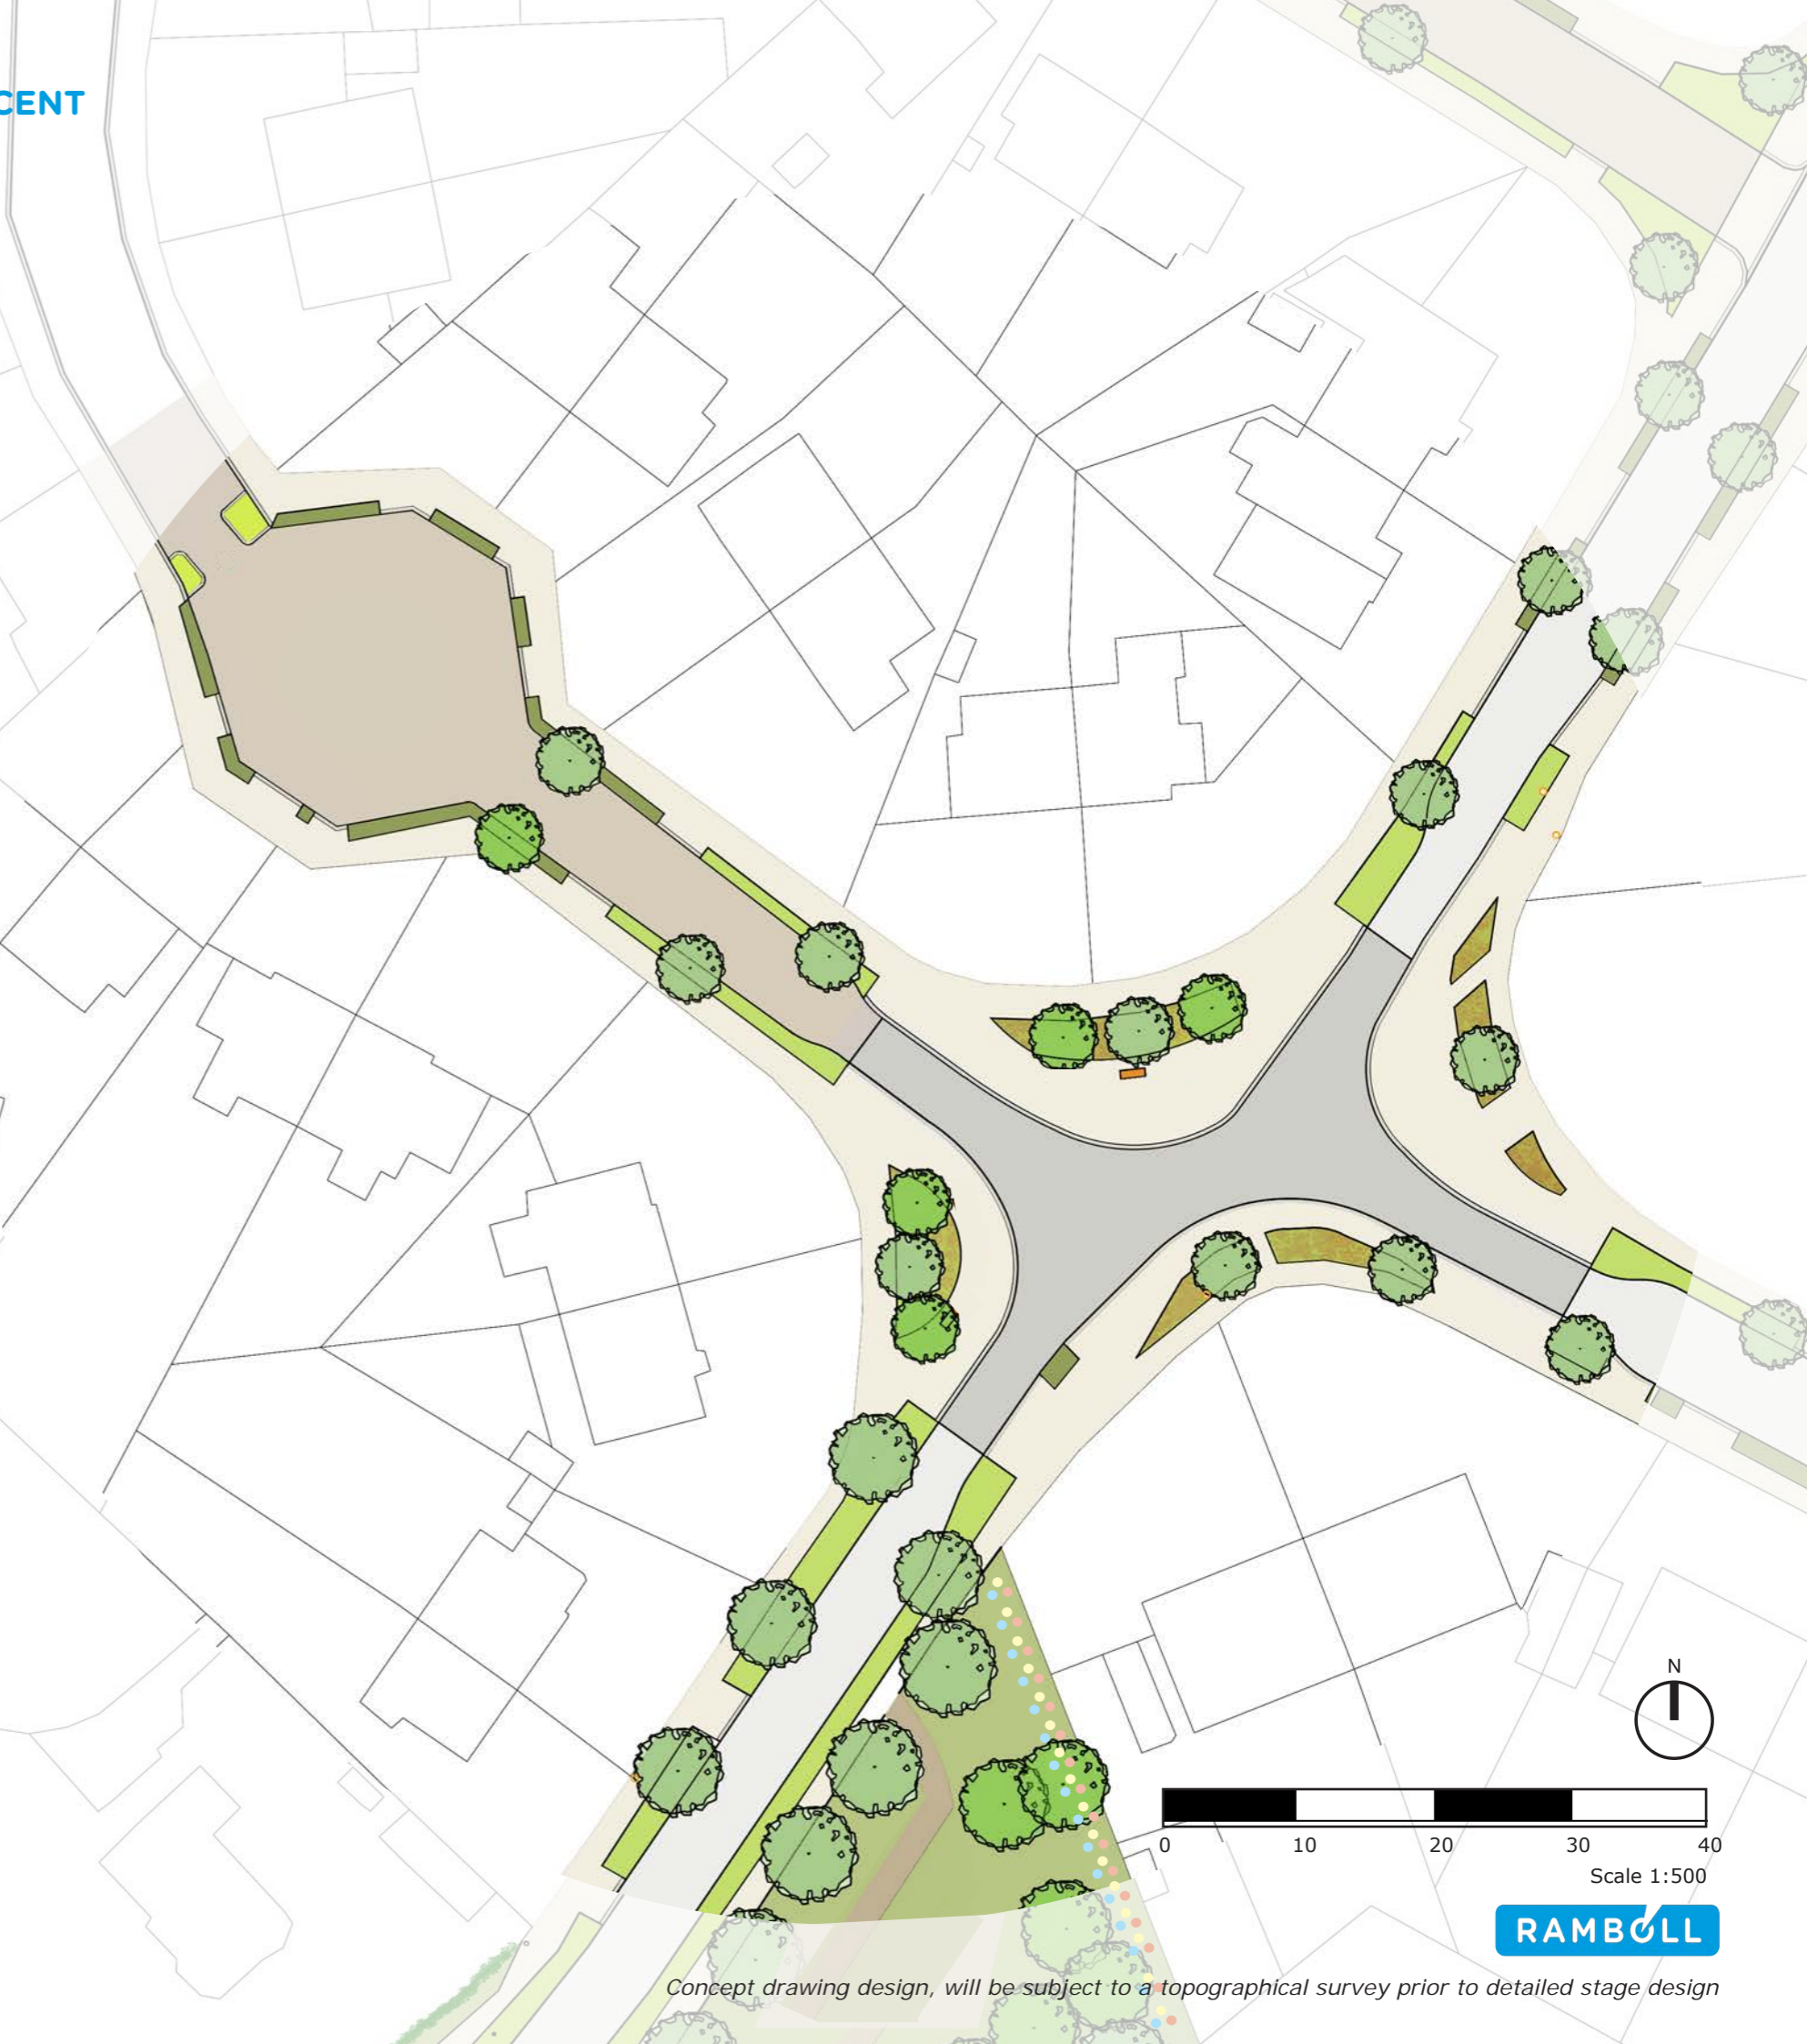 CENT
N
0 10 20 30 40
Scale 1:500
RAMBOLL
Concept drawing design, will be subject to a topographical survey prior to detailed stage design